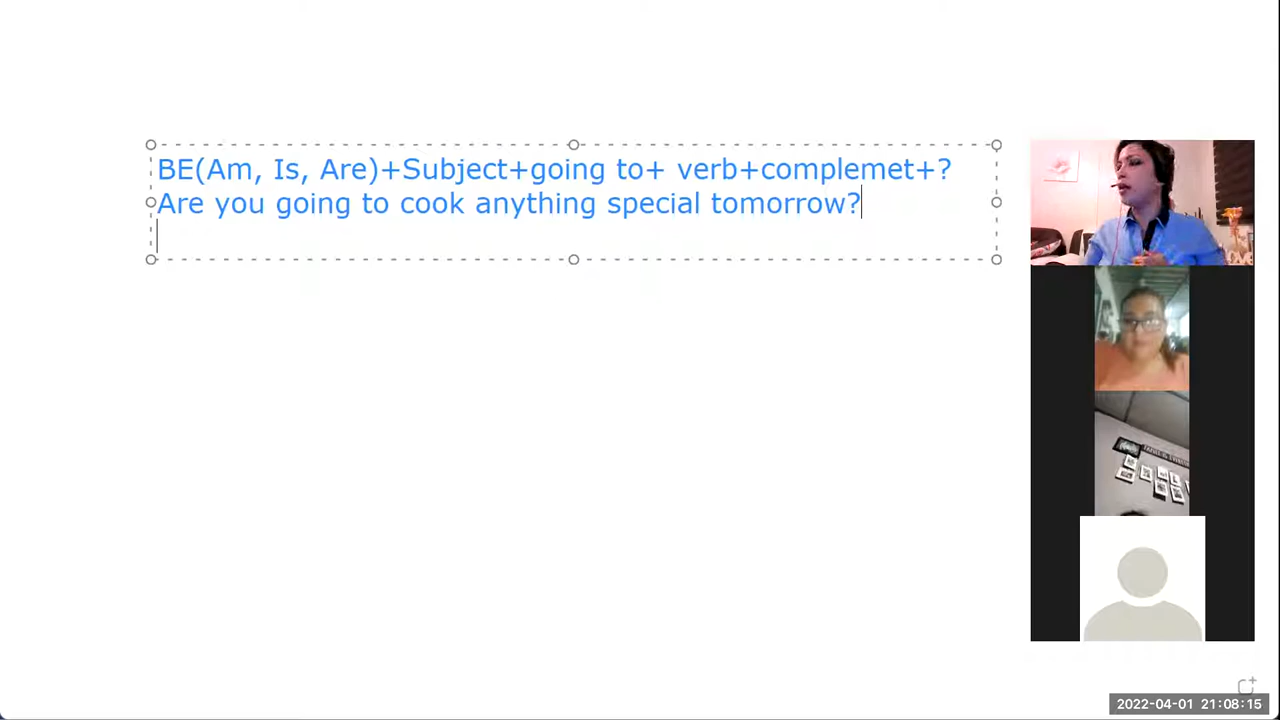 BE(Am, Is, Are)+Subject+going to+ verb+complemet+?
Are you going to cook anything special tomorrow?
2022-04-01 21:08:15